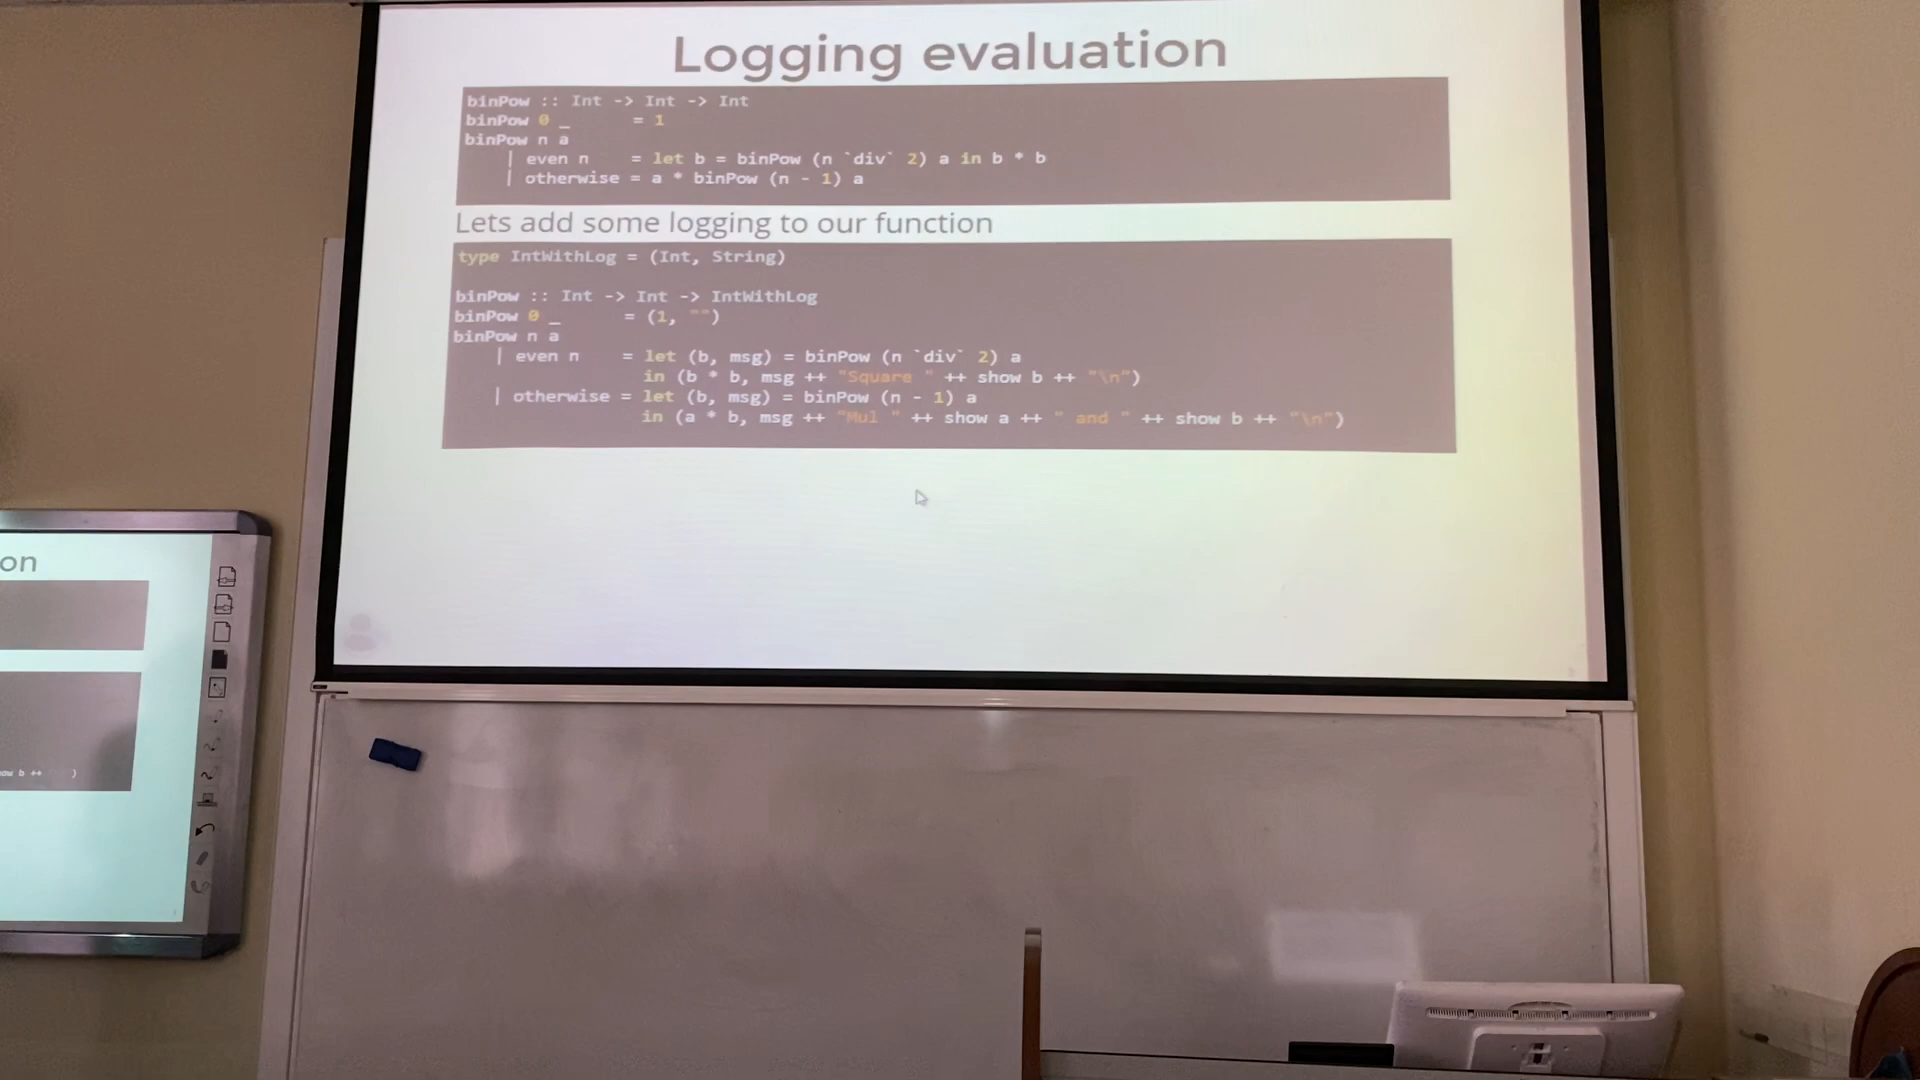 Logging evaluation
binPow :: Int -> Int -> Int
binPow 0 _       = 1
binPow n a
    | even n    = let b = binPow (n `div` 2) a in b * b
    | otherwise = a * binPow (n - 1) a
Lets add some logging to our function
type IntWithLog = (Int, String)
binPow :: Int -> Int -> IntWithLog
binPow 0 _      = (1, "")
binPow n a
    | even n    = let (b, msg) = binPow (n `div` 2) a
                  in (b * b, msg ++ "Square " ++ show b ++ "\n")
    | otherwise = let (b, msg) = binPow (n - 1) a
                  in (a * b, msg ++ "Mul " ++ show a ++ " and " ++ show b ++ "\n")
on
ow b ++ )